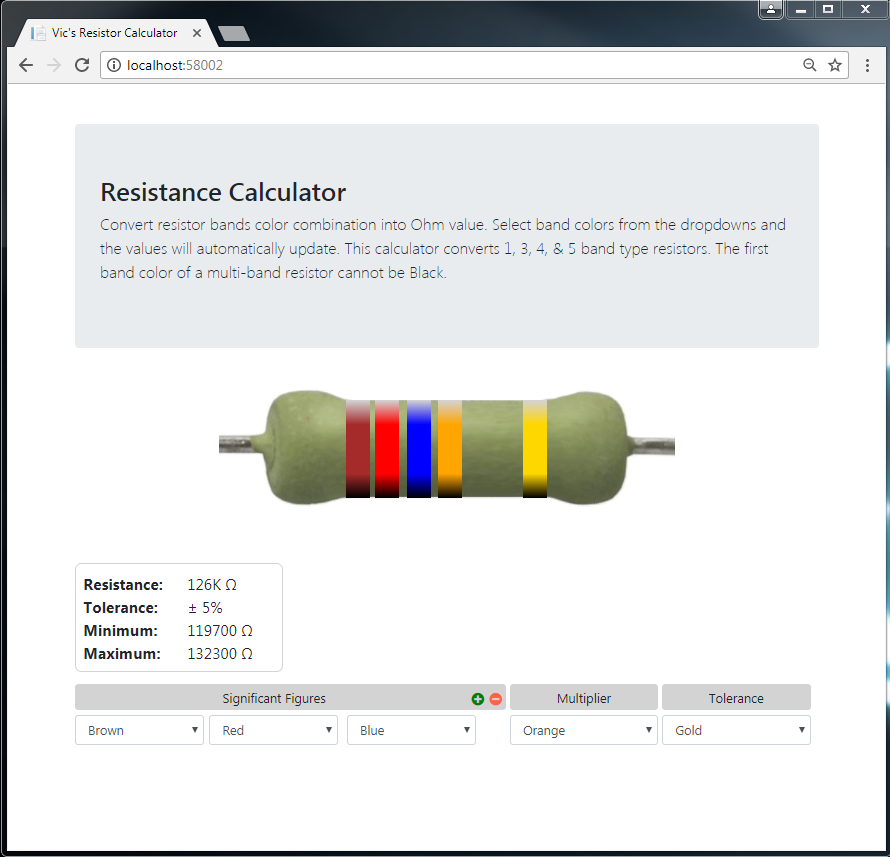 Vic's Resistor Calculator
localhost:58002
Resistance Calculator
Convert resistor bands color combination into Ohm value. Select band colors from the dropdowns and
the values will automatically update. This calculator converts 1, 3, 4, & 5 band type resistors. The first
band color of a multi-band resistor cannot be Black.
Resistance: 126K Ω
Tolerance: ± 5%
Minimum: 119700 Ω
Maximum: 132300 Ω
Significant Figures Multiplier Tolerance
Brown Red Blue Orange Gold